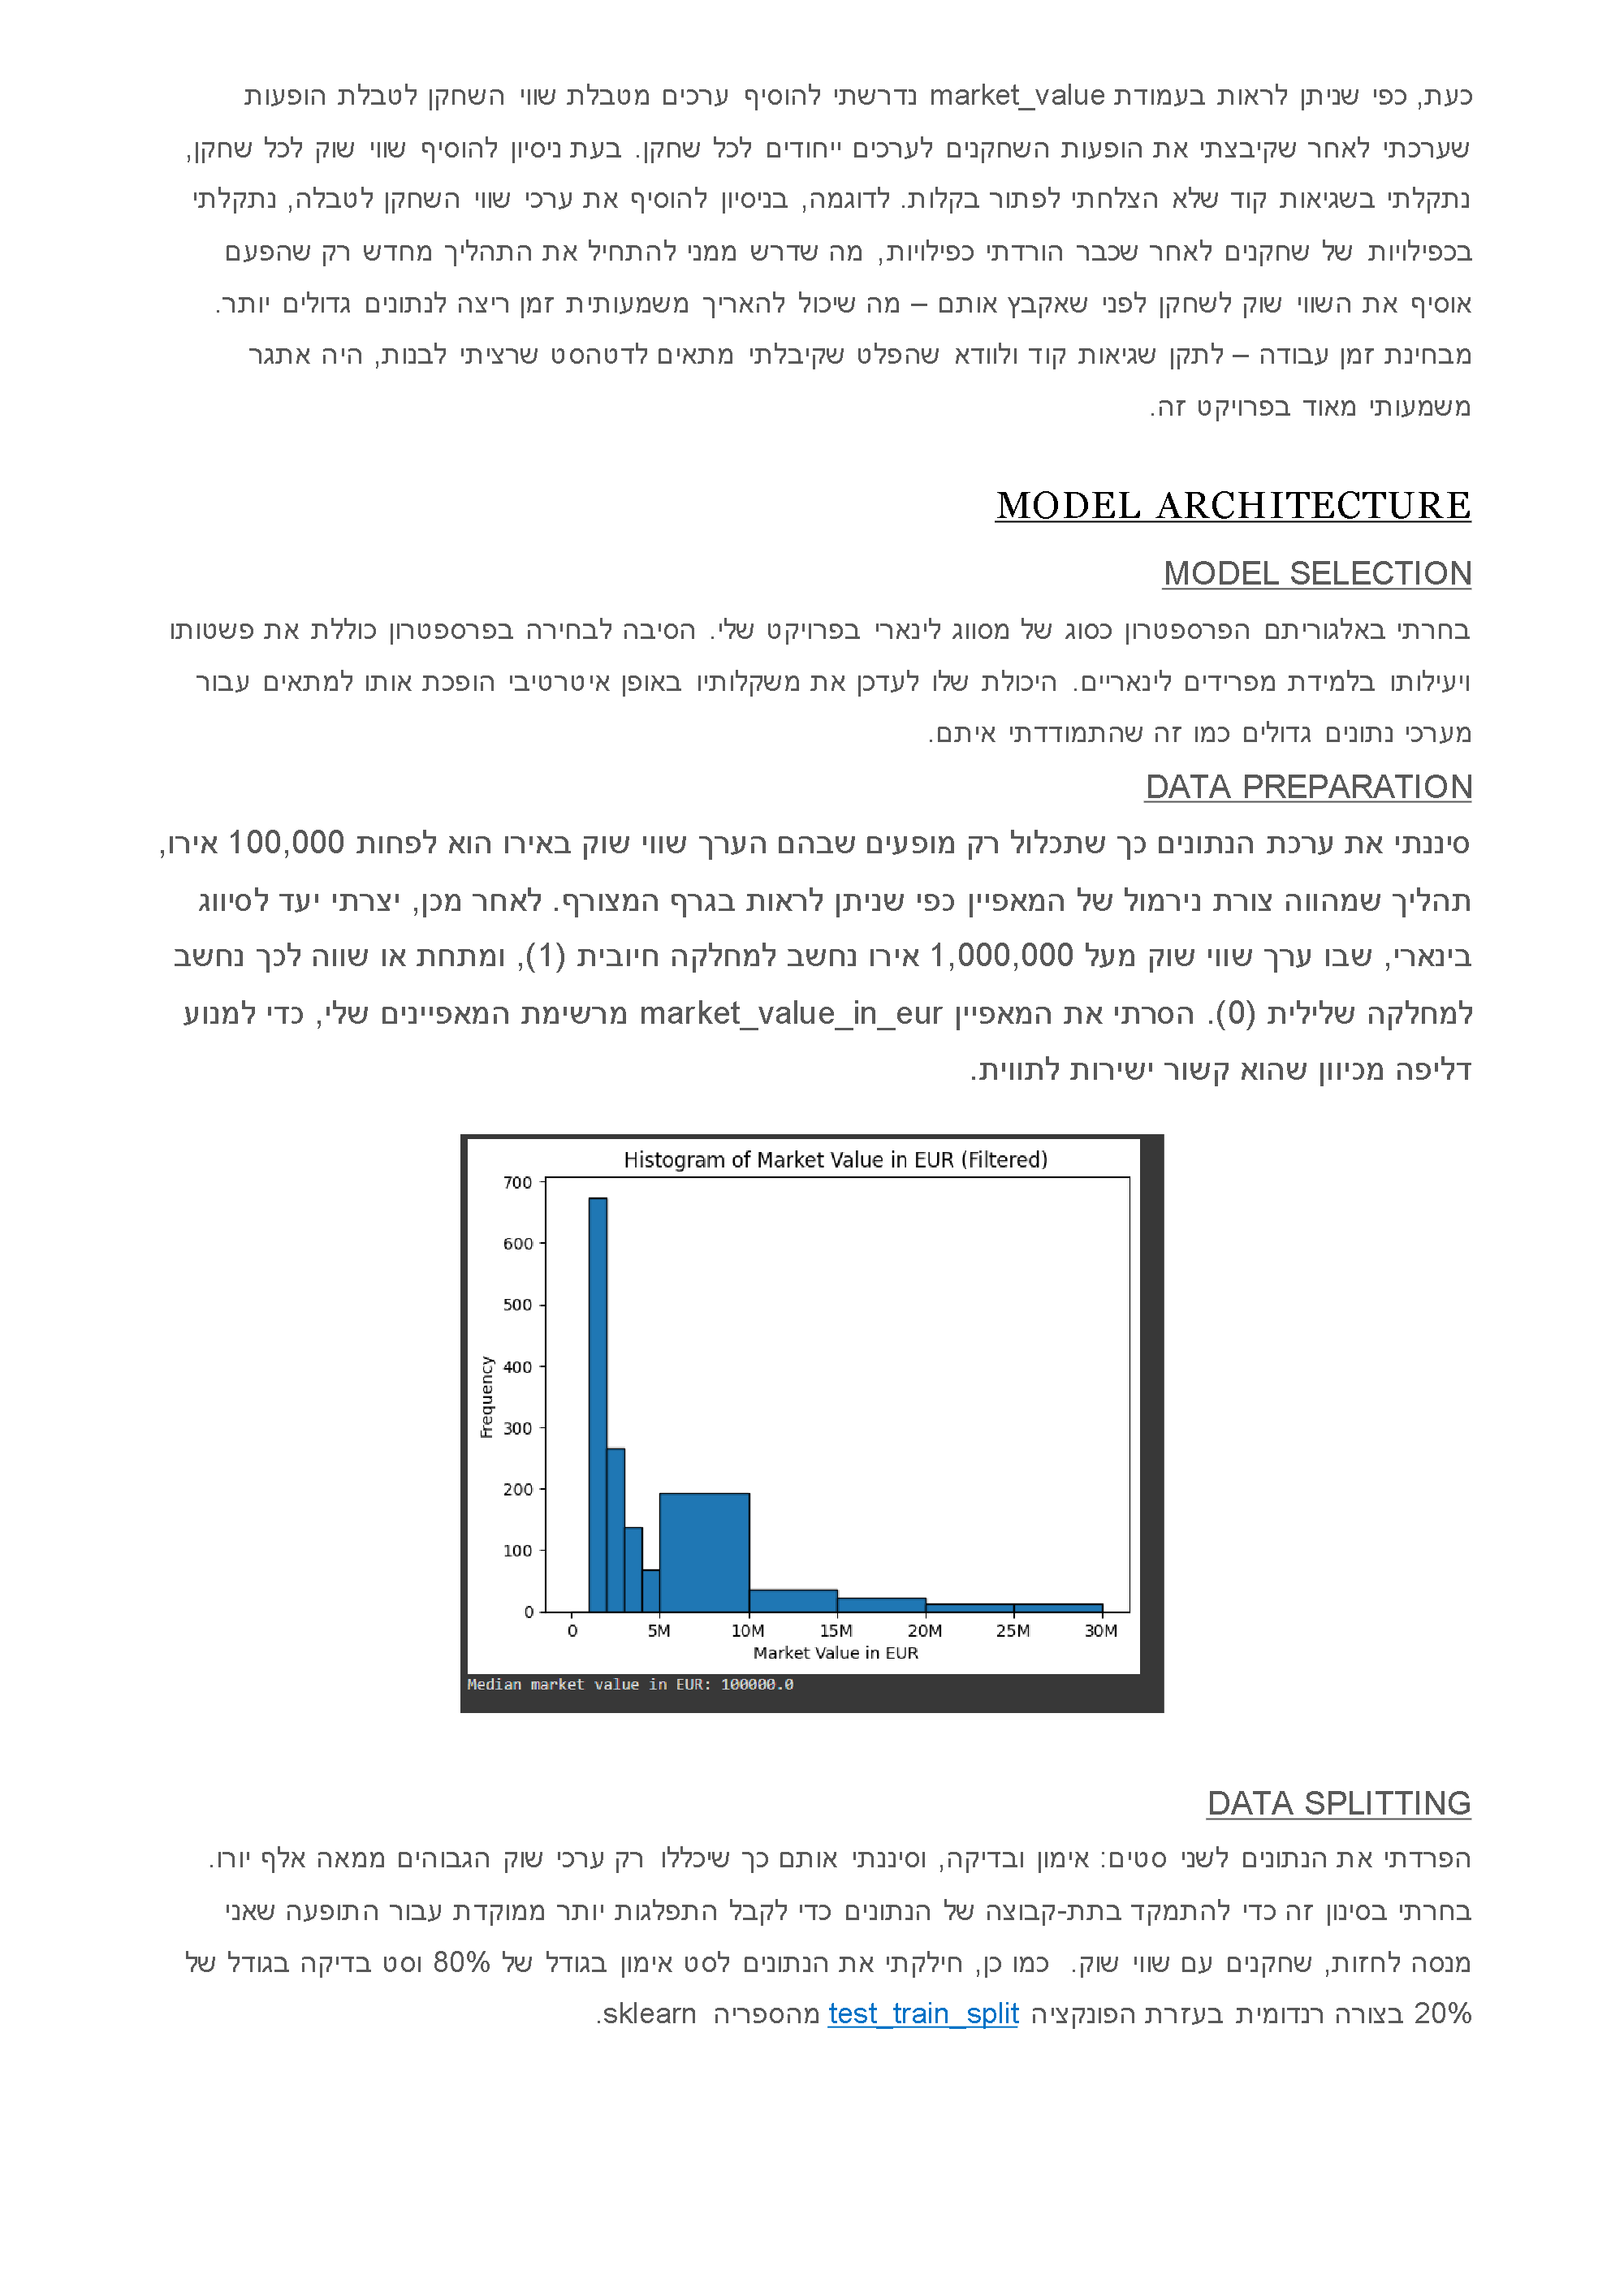 כעת, כפי שניתן לראות בעמודת market_value נדרשתי להוסיף ערכים מטבלת שווי השחקן לטבלת הופעות
שערכתי לאחר שקיבצתי את הופעות השחקנים לערכים ייחודים לכל שחקן. בעת ניסיון להוסיף שווי שוק לכל שחקן,
נתקלתי בשגיאות קוד שלא הצלחתי לפתור בקלות. לדוגמה, בניסיון להוסיף את ערכי שווי השחקן לטבלה, נתקלתי
בכפילויות של שחקנים לאחר שכבר הורדתי כפילויות, מה שדרש ממני להתחיל את התהליך מחדש רק שהפעם
אוסיף את השווי שוק לשחקן לפני שאקבץ אותם – מה שיכול להאריך משמעותית זמן ריצה לנתונים גדולים יותר.
מבחינת זמן עבודה – לתקן שגיאות קוד ולוודא שהפלט שקיבלתי מתאים לדטהסט שרציתי לבנות, היה אתגר
משמעותי מאוד בפרויקט זה.
MODEL ARCHITECTURE
MODEL SELECTION
בחרתי באלגוריתם הפרספטרון כסוג של מסווג לינארי בפרויקט שלי. הסיבה לבחירה בפרספטרון כוללת את פשטותו
ויעילותו בלמידת מפרידים לינאריים. היכולת שלו לעדכן את משקלותיו באופן איטרטיבי הופכת אותו למתאים עבור
מערכי נתונים גדולים כמו זה שהתמודדתי איתם.
DATA PREPARATION
סיננתי את ערכת הנתונים כך שתכלול רק מופעים שבהם הערך שווי שוק באירו הוא לפחות 100,000 אירו,
תהליך שמהווה צורת נירמול של המאפיין כפי שניתן לראות בגרף המצורף. לאחר מכן, יצרתי יעד לסיווג
בינארי, שבו ערך שווי שוק מעל 1,000,000 אירו נחשב למחלקה חיובית (1), ומתחת או שווה לכך נחשב
למחלקה שלילית (0). הסרתי את המאפיין market_value_in_eur מרשימת המאפיינים שלי, כדי למנוע
דליפה מכיוון שהוא קשור ישירות לתווית.
Histogram of Market Value in EUR (Filtered)
700
600
500
400
300
200
100
0
Frequency
0 5M 10M 15M 20M 25M 30M
Market Value in EUR
Median market value in EUR: 100000.0
DATA SPLITTING
הפרדתי את הנתונים לשני סטים: אימון ובדיקה, וסיננתי אותם כך שיכללו רק ערכי שוק הגבוהים ממאה אלף יורו.
בחרתי בסינון זה כדי להתמקד בתת-קבוצה של הנתונים כדי לקבל התפלגות יותר ממוקדת עבור התופעה שאני
מנסה לחזות, שחקנים עם שווי שוק. כמו כן, חילקתי את הנתונים לסט אימון בגודל של 80% וסט בדיקה בגודל של
20% בצורה רנדומית בעזרת הפונקציה test_train_split מהספריה sklearn.